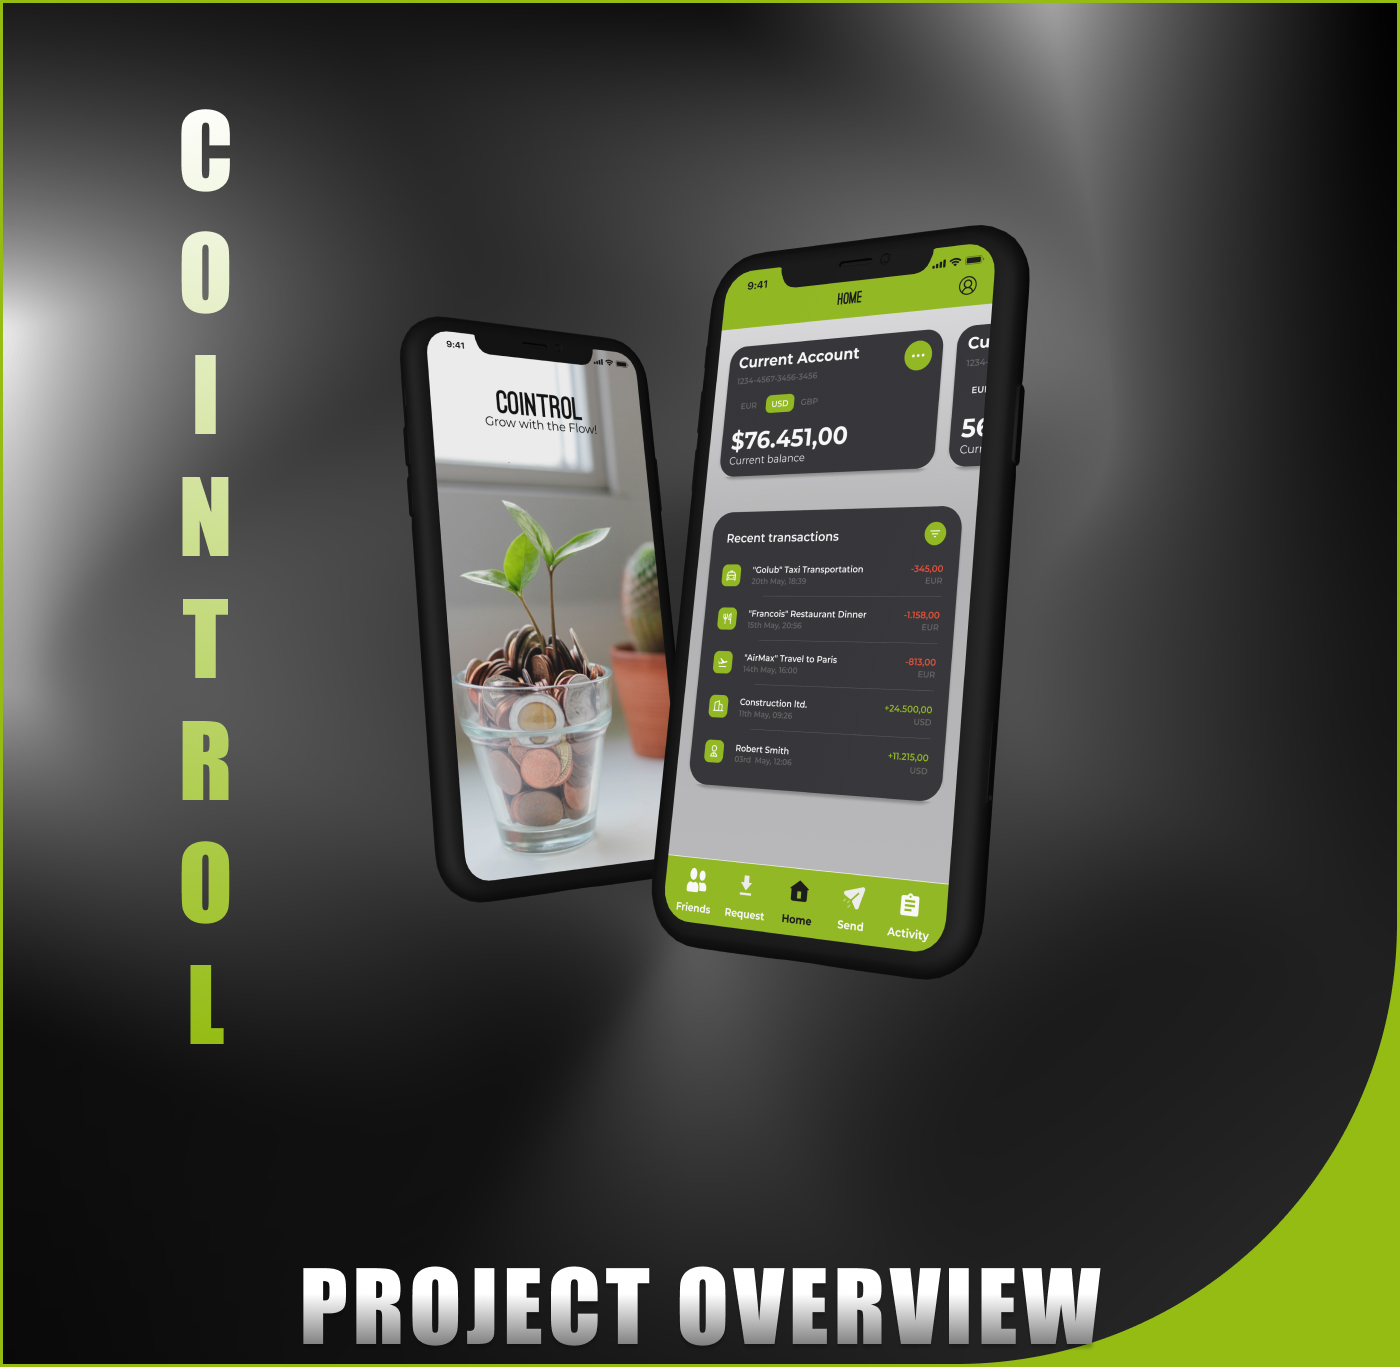 COINTROL
9:41
COINTROL
Grow with the Flow!
9:41
HOME
Current Account
1234-4567-3456-3456
EUR USD GBP
$76.451,00
Current balance
Cu
1234-
EUR
56
Curr
Recent transactions
"Golub" Taxi Transportation -345,00
20th May, 18:39 EUR
"Francois" Restaurant Dinner -1.158,00
15th May, 20:56 EUR
"AirMax" Travel to Paris -813,00
14th May, 16:00 EUR
Construction ltd. +24.500,00
11th May, 09:26 USD
Robert Smith +11.215,00
03rd May, 12:06 USD
Friends Request Home Send Activity
PROJECT OVERVIEW